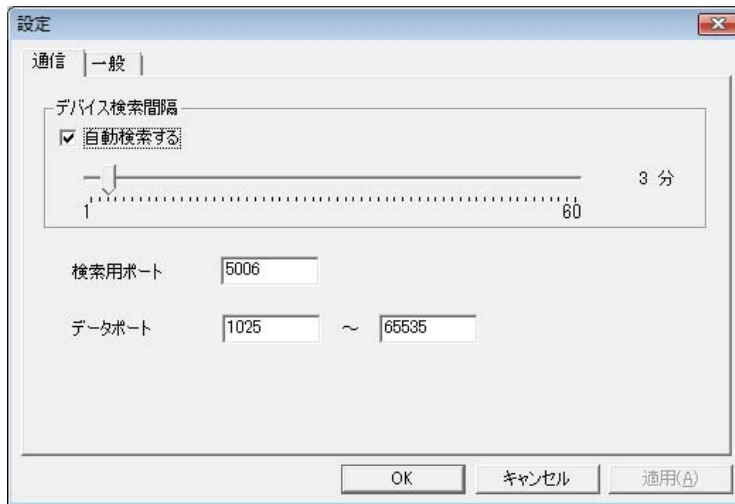 設定
通信 一般
デバイス検索間隔
自動検索する
3 分
1 60
検索用ポート 5006
データポート 1025 ～ 65535
OK キャンセル 適用(A)